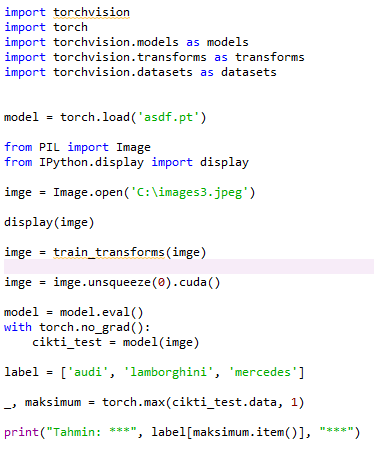 import torchvision
import torch
import torchvision.models as models
import torchvision.transforms as transforms
import torchvision.datasets as datasets
model = torch.load('asdf.pt')
from PIL import Image
from IPython.display import display
imge = Image.open('C:\images3.jpeg')
display(imge)
imge = train_transforms(imge)
imge = imge.unsqueeze(0).cuda()
model = model.eval()
with torch.no_grad():
    cikti_test = model(imge)
label = ['audi', 'lamborghini', 'mercedes']
_, maksimum = torch.max(cikti_test.data, 1)
print("Tahmin: ***", label[maksimum.item()], "***")